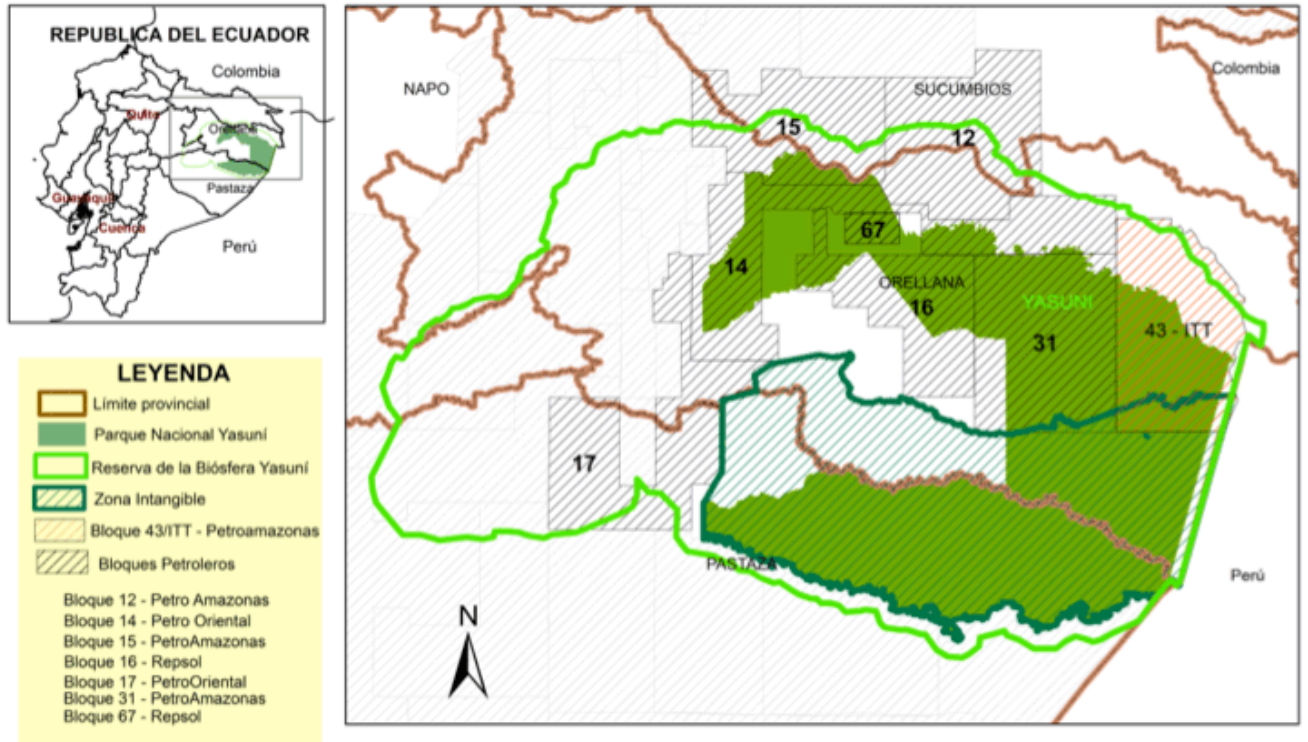 REPUBLICA DEL ECUADOR
Colombia
Quito
Orellana
Pastaza
Guayaquil
Cuenca
Perú
LEYENDA
Límite provincial
Parque Nacional Yasuní
Reserva de la Biósfera Yasuní
Zona Intangible
Bloque 43/ITT - Petroamazonas
Bloques Petroleros
Bloque 12 - Petro Amazonas
Bloque 14 - Petro Oriental
Bloque 15 - PetroAmazonas
Bloque 16 - Repsol
Bloque 17 - PetroOriental
Bloque 31 - PetroAmazonas
Bloque 67 - Repsol
NAPO
SUCUMBIOS
Colombia
15
12
67
14
ORELLANA
16
YASUNI
31
43 - ITT
17
PASTAZA
Perú
N